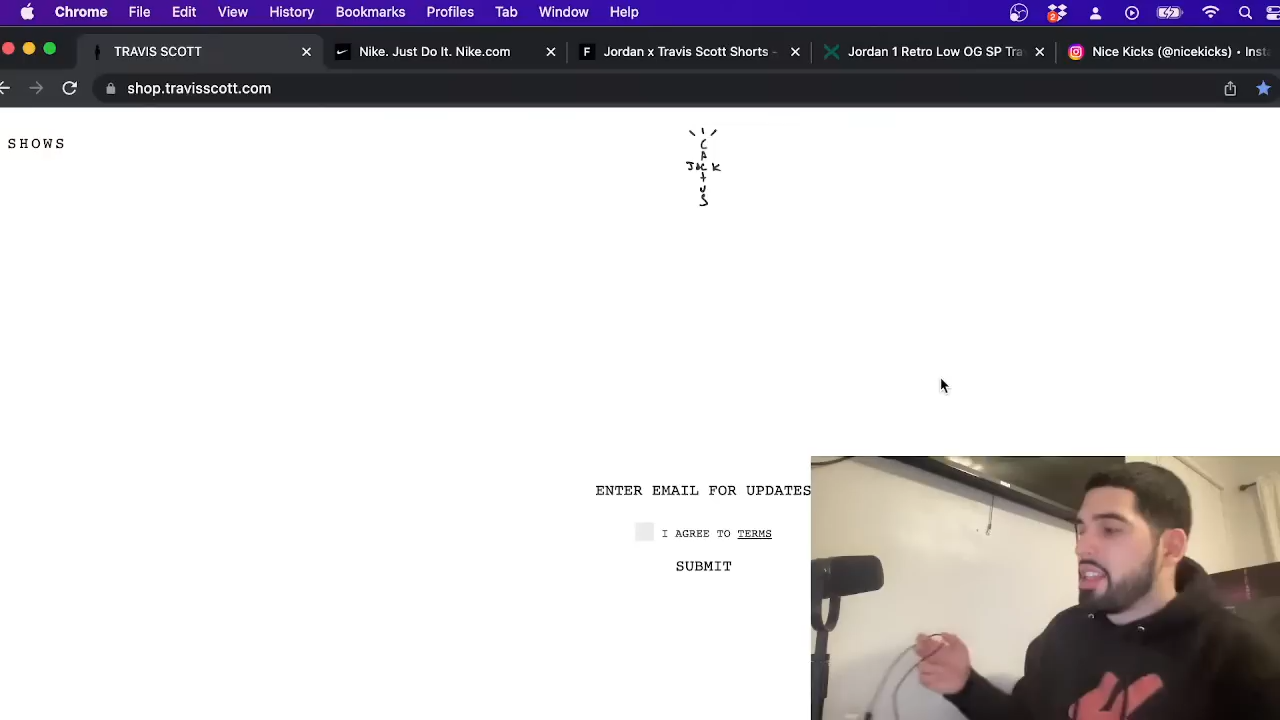 Chrome File Edit View History Bookmarks Profiles Tab Window Help 2
TRAVIS SCOTT Nike. Just Do It. Nike.com Jordan x Travis Scott Shorts - Jordan 1 Retro Low OG SP Tra Nice Kicks (@nicekicks) • Insta
shop.travisscott.com
SHOWS
CACTUS
JACK
ENTER EMAIL FOR UPDATES
I AGREE TO TERMS
SUBMIT